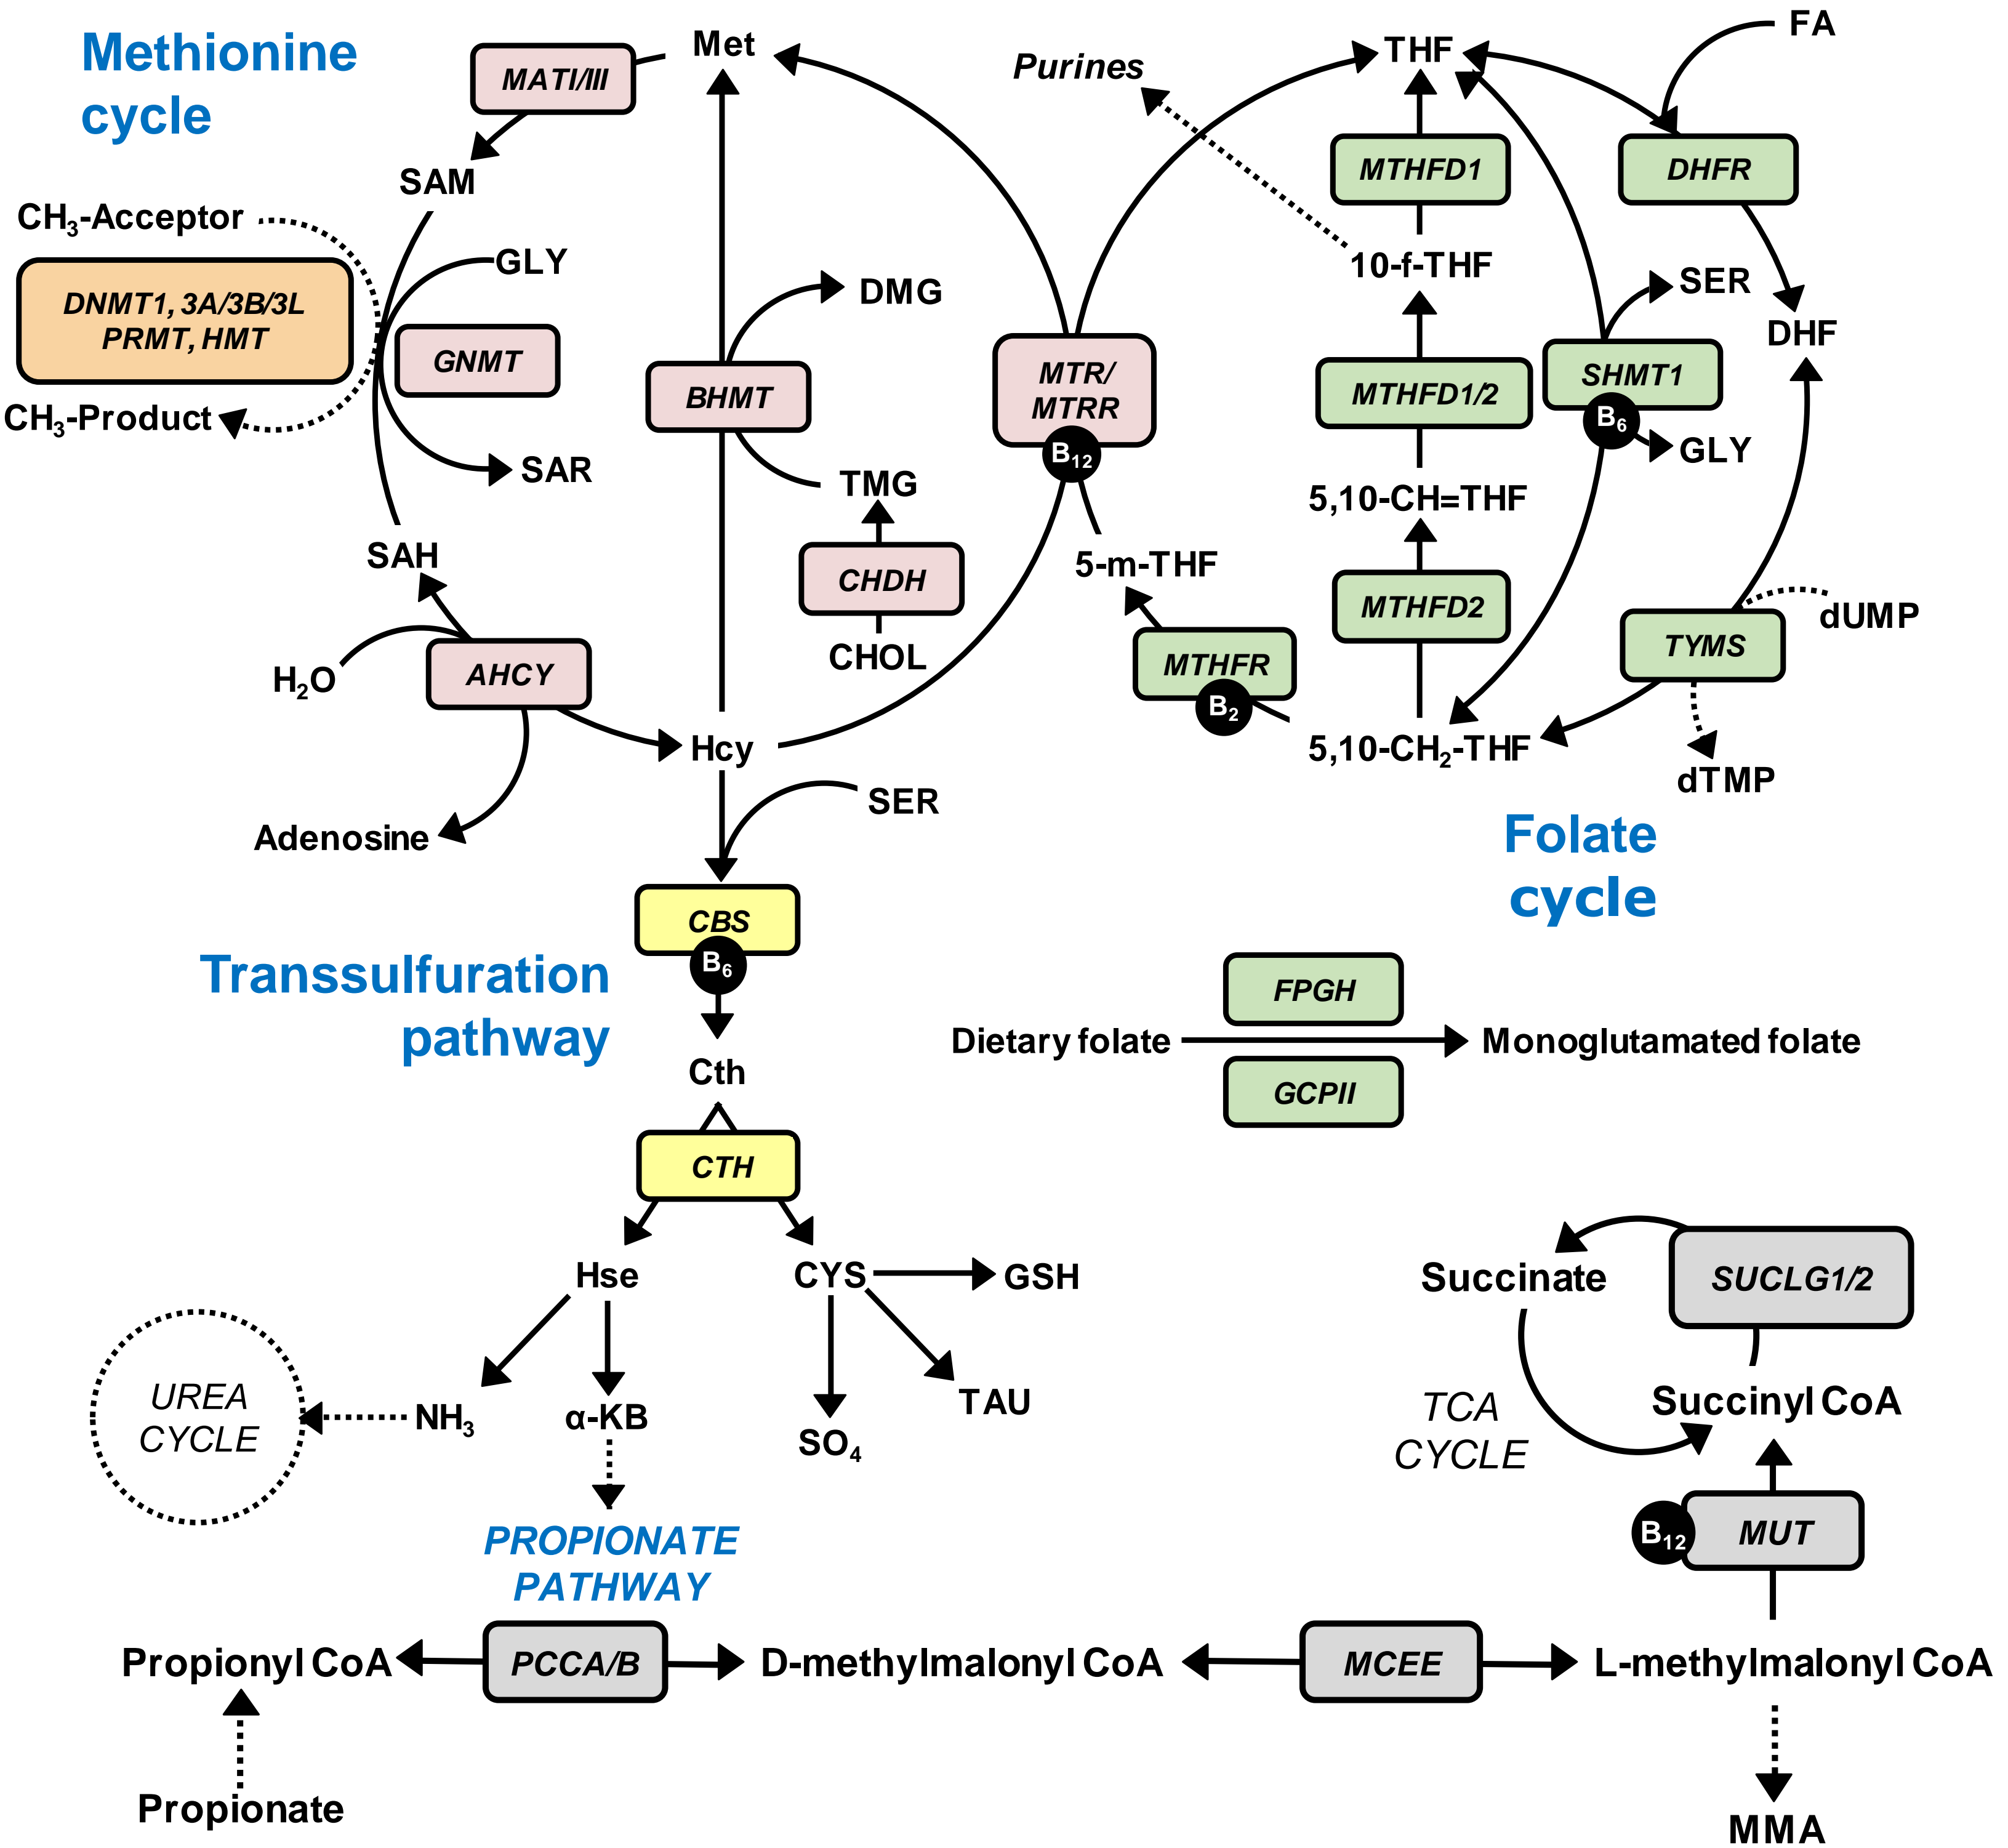 Methionine
cycle
MATI/III
Met
SAM
CH₃-Acceptor
DNMT1, 3A/3B/3L
PRMT, HMT
CH₃-Product
GLY
GNMT
SAR
SAH
H₂O
AHCY
Adenosine
Hcy
BHMT
DMG
TMG
CHDH
CHOL
MTR/
MTRR
B₁₂
5-m-THF
MTHFR
B₂
Purines
THF
FA
MTHFD1
DHFR
10-f-THF
SER
DHF
MTHFD1/2
SHMT1
B₆
GLY
5,10-CH=THF
MTHFD2
TYMS
dUMP
5,10-CH₂-THF
dTMP
Folate
cycle
SER
CBS
B₆
Transsulfuration
pathway
Cth
CTH
Hse
CYS
GSH
UREA
CYCLE
NH₃
α-KB
SO₄
TAU
FPGH
Dietary folate
Monoglutamated folate
GCPII
Succinate
SUCLG1/2
TCA
CYCLE
Succinyl CoA
B₁₂
MUT
PROPIONATE
PATHWAY
Propionyl CoA
PCCA/B
D-methylmalonyl CoA
MCEE
L-methylmalonyl CoA
Propionate
MMA